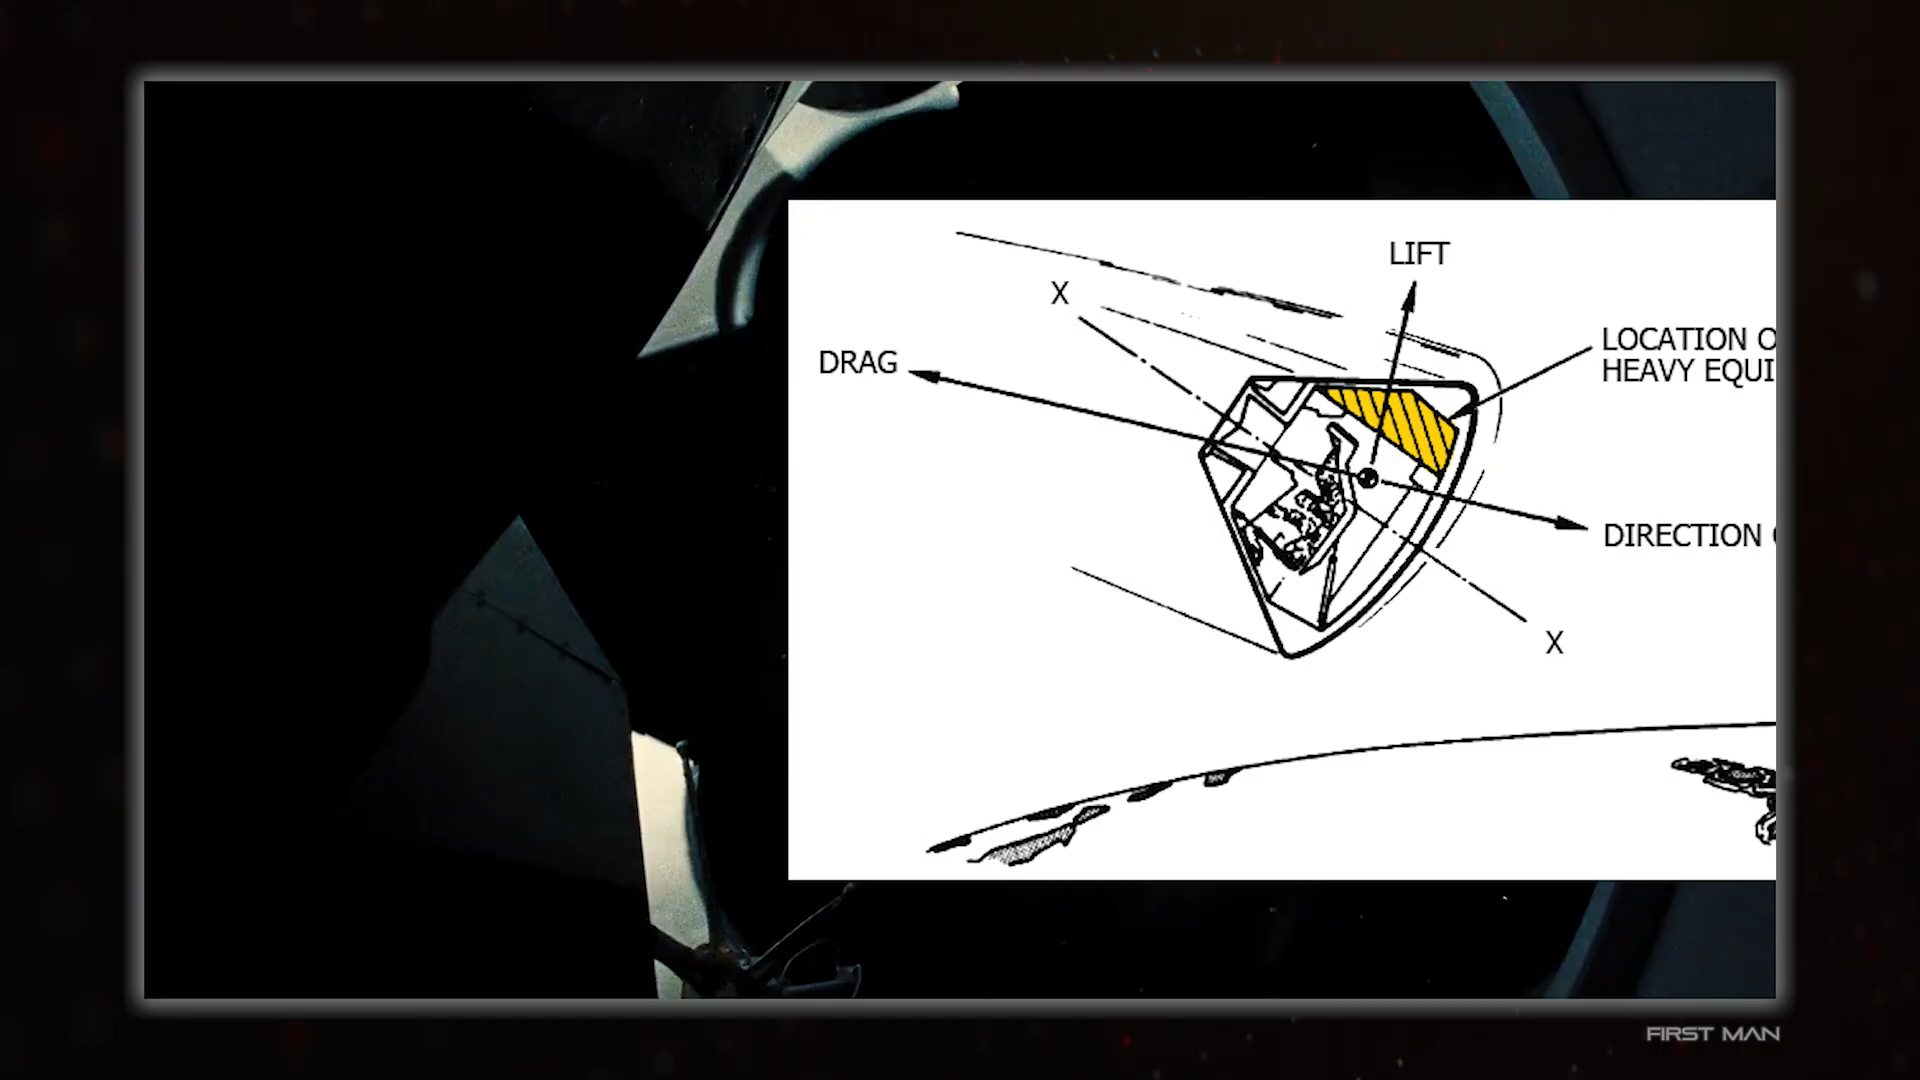 LIFT
X
LOCATION O
HEAVY EQUI
DRAG
DIRECTION
X
FIRST MAN